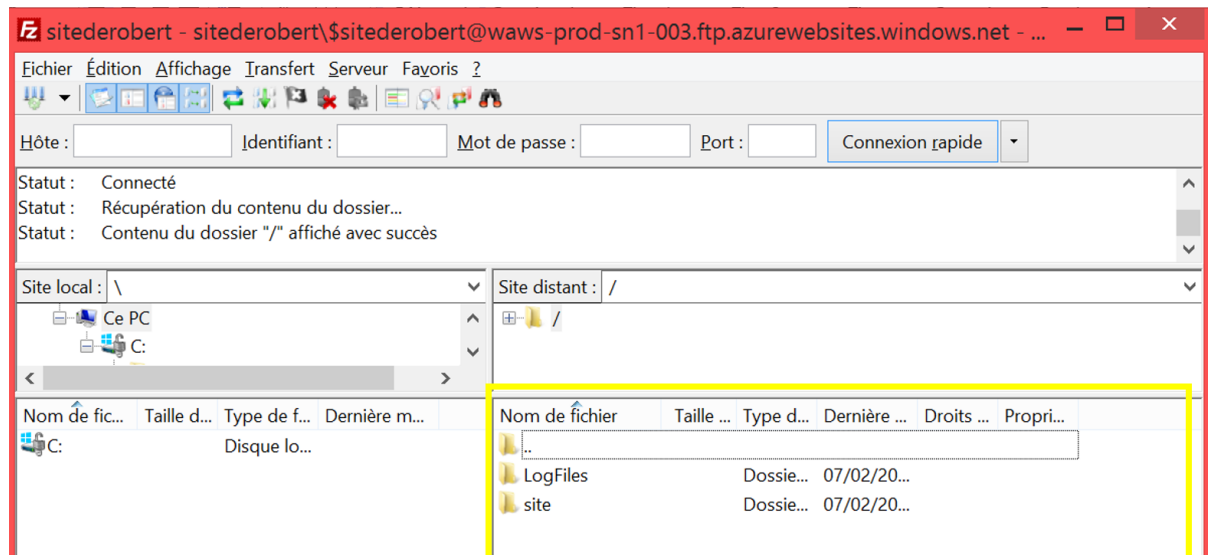 Fz sitederobert - sitederobert\$sitederobert@waws-prod-sn1-003.ftp.azurewebsites.windows.net - ...
Fichier Édition Affichage Transfert Serveur Favoris ?
Hôte : Identifiant : Mot de passe : Port : Connexion rapide
Statut : Connecté
Statut : Récupération du contenu du dossier...
Statut : Contenu du dossier "/" affiché avec succès
Site local : \
Ce PC
C:
Nom de fic... Taille d... Type de f... Dernière m...
C: Disque lo...
Site distant : /
/
Nom de fichier Taille ... Type d... Dernière ... Droits ... Propri...
..
LogFiles Dossie... 07/02/20...
site Dossie... 07/02/20...